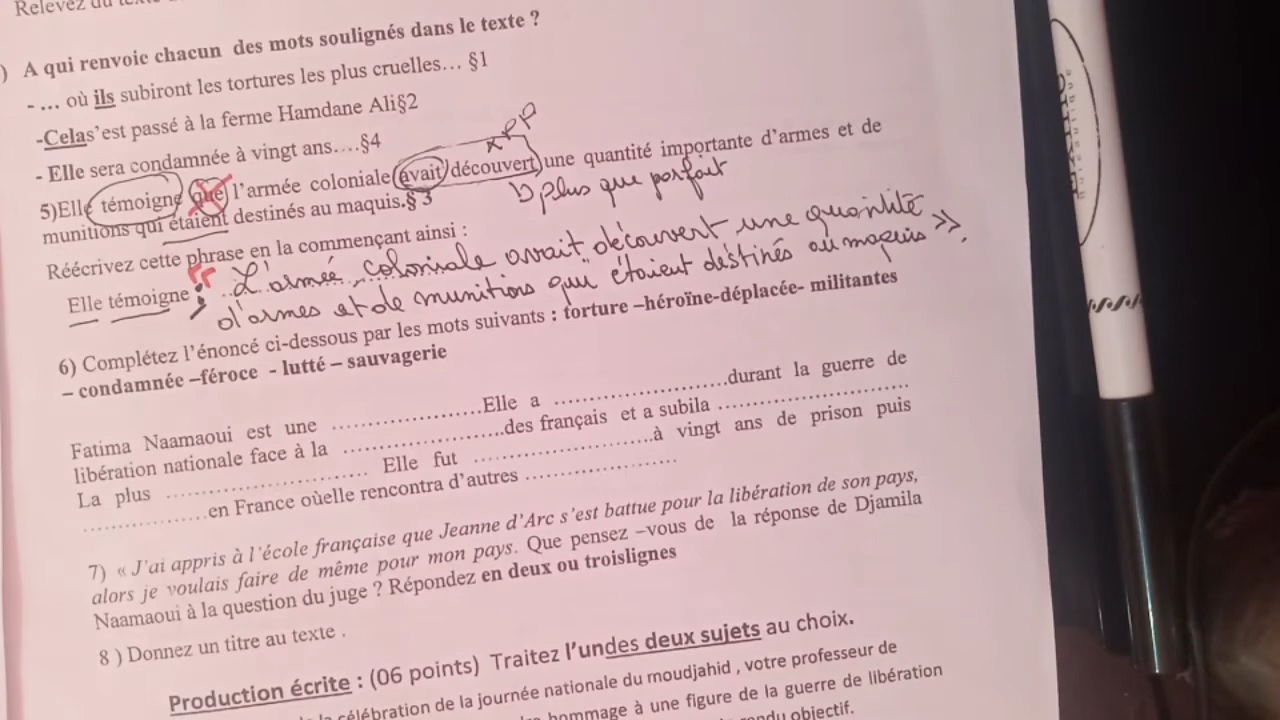 Relevez du
) A qui renvoie chacun des mots soulignés dans le texte ?
- ... où ils subiront les tortures les plus cruelles... §1
-Celas'est passé à la ferme Hamdane Ali§2
- Elle sera condamnée à vingt ans....§4
PP
5)Elle témoigne que l'armée coloniale avait découvert une quantité importante d'armes et de
munitions qui étaient destinés au maquis.§ 3
plus que parfait
Réécrivez cette phrase en la commençant ainsi :
Elle témoigne : « L'armée coloniale avait découvert une quantité
d'armes et de munitions qui étaient destinés au maquis ».
6) Complétez l'énoncé ci-dessous par les mots suivants : torture –héroïne-déplacée- militantes
– condamnée –féroce - lutté – sauvagerie
Fatima Naamaoui est une .....................Elle a ........................durant la guerre de
libération nationale face à la ......................des français et a subila ..........................
La plus ............................ Elle fut ........................à vingt ans de prison puis
.................en France oùelle rencontra d'autres .....................
7) « J'ai appris à l'école française que Jeanne d'Arc s'est battue pour la libération de son pays,
alors je voulais faire de même pour mon pays. Que pensez –vous de la réponse de Djamila
Naamaoui à la question du juge ? Répondez en deux ou troislignes
8 ) Donnez un titre au texte .
Production écrite : (06 points) Traitez l'undes deux sujets au choix.
célébration de la journée nationale du moudjahid , votre professeur de
hommage à une figure de la guerre de libération
objectif.